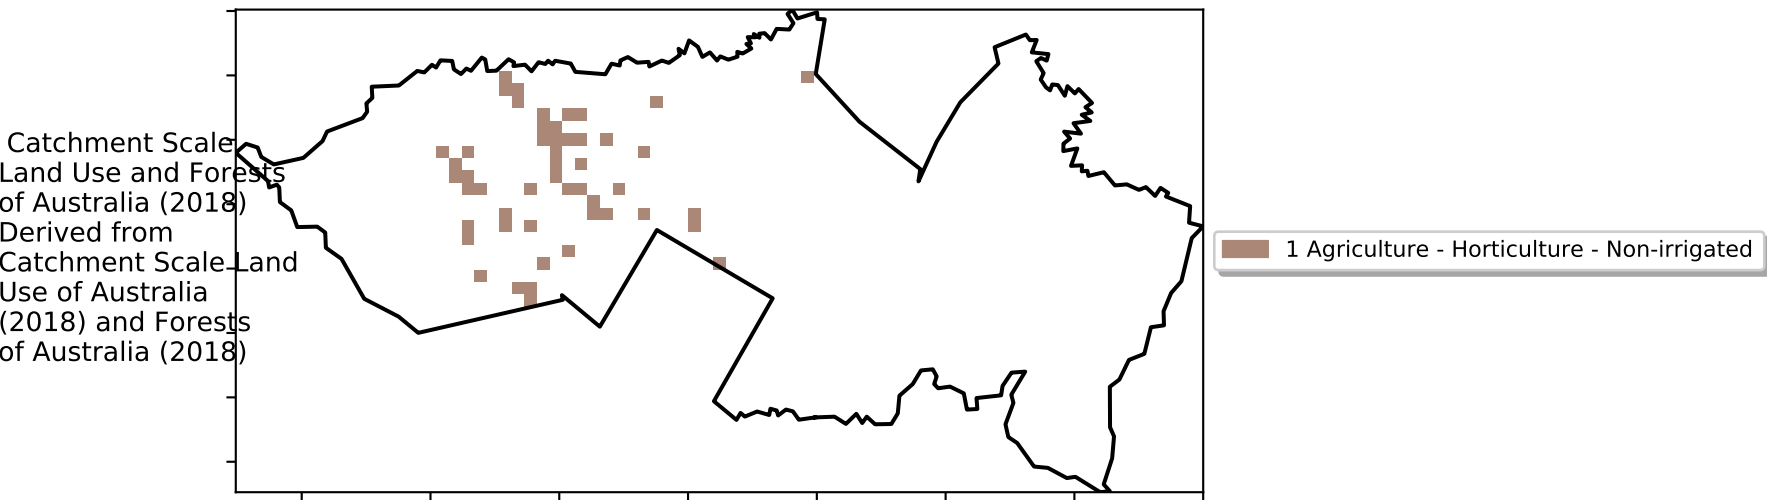 Catchment Scale
Land Use and Forests
of Australia (2018)
Derived from
Catchment Scale Land
Use of Australia
(2018) and Forests
of Australia (2018)
1 Agriculture - Horticulture - Non-irrigated